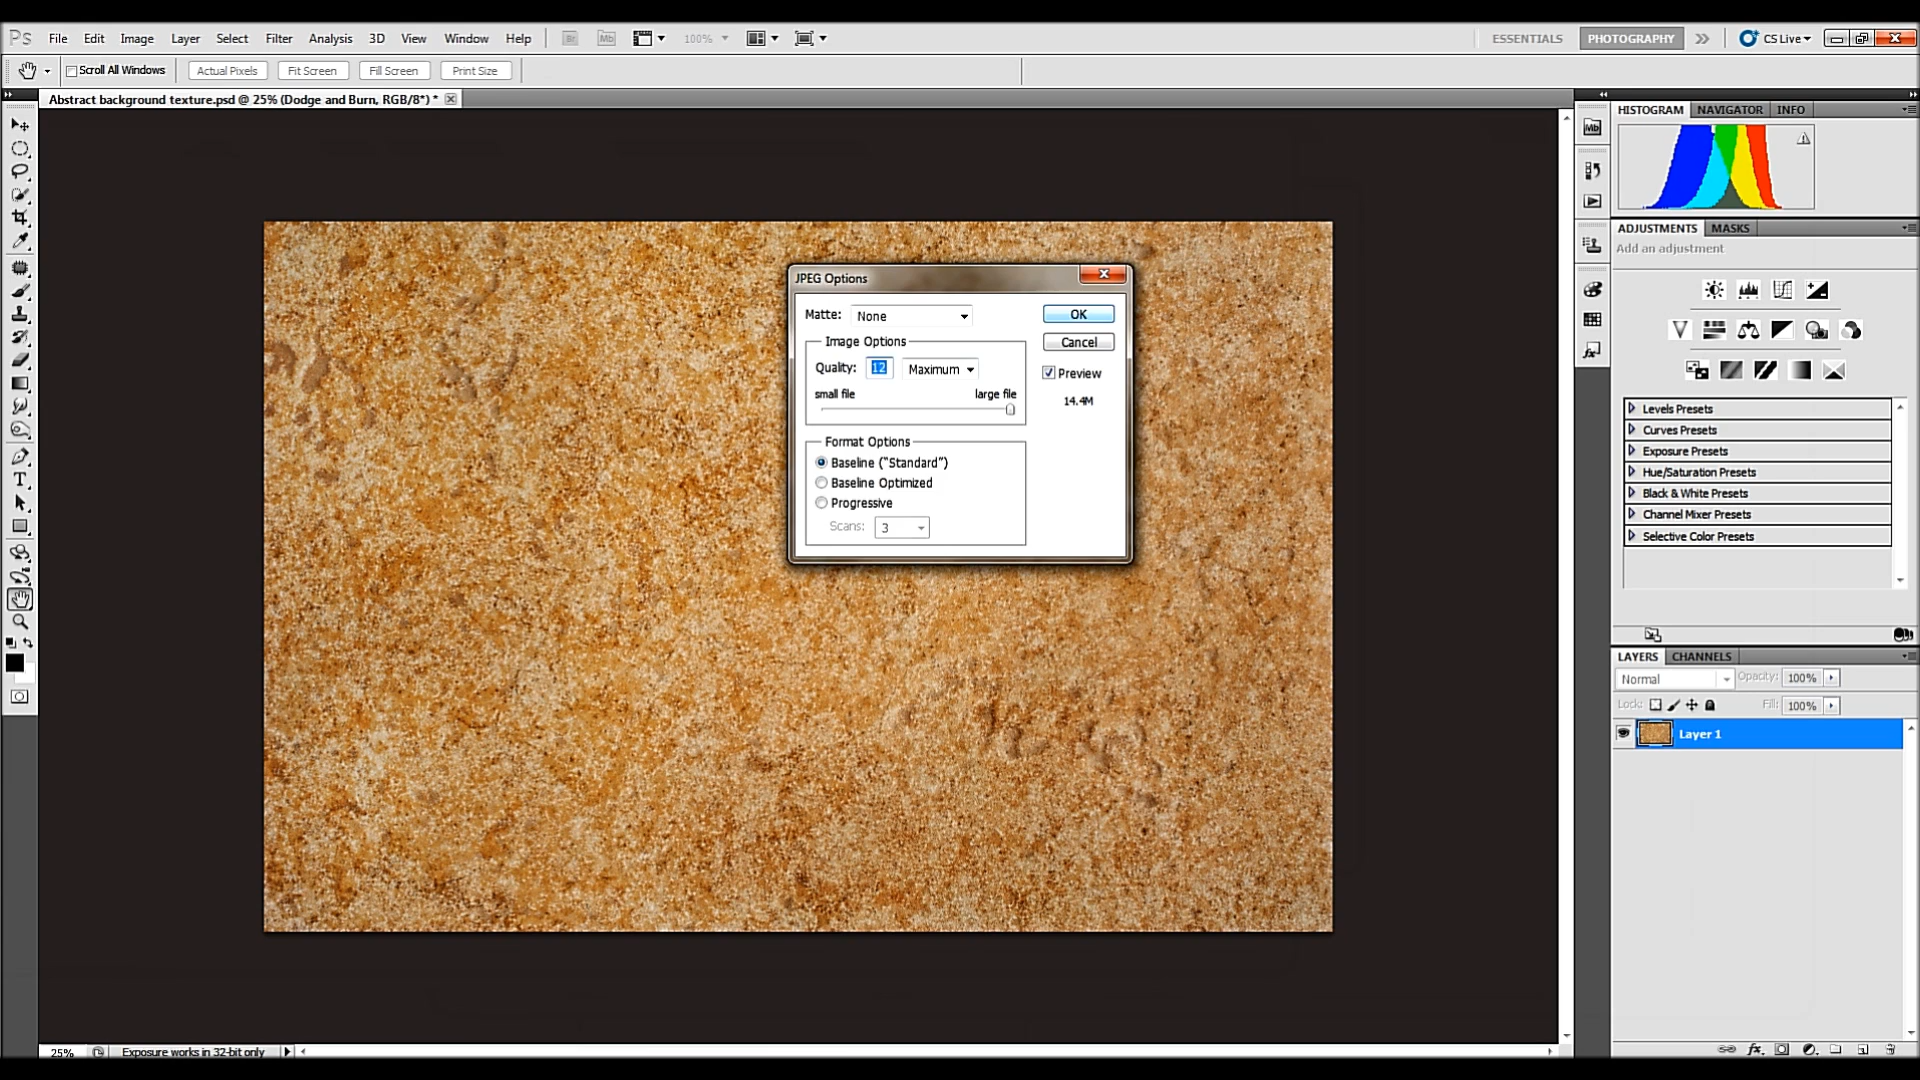 Ps File Edit Image Layer Select Filter Analysis 3D View Window Help Br Mb 100% ESSENTIALS PHOTOGRAPHY CS Live
Scroll All Windows Actual Pixels Fit Screen Fill Screen Print Size
Abstract background texture.psd @ 25% (Dodge and Burn, RGB/8*) *
HISTOGRAM NAVIGATOR INFO
Mb
ADJUSTMENTS MASKS
Add an adjustment
JPEG Options
Matte: None OK
Image Options Cancel
Quality: 12 Maximum Preview
small file large file 14.4M
Format Options
Baseline (“Standard”)
Baseline Optimized
Progressive
Scans: 3
Levels Presets
Curves Presets
Exposure Presets
Hue/Saturation Presets
Black & White Presets
Channel Mixer Presets
Selective Color Presets
LAYERS CHANNELS
Normal Opacity: 100%
Lock: Fill: 100%
Layer 1
25% Exposure works in 32-bit only
fx